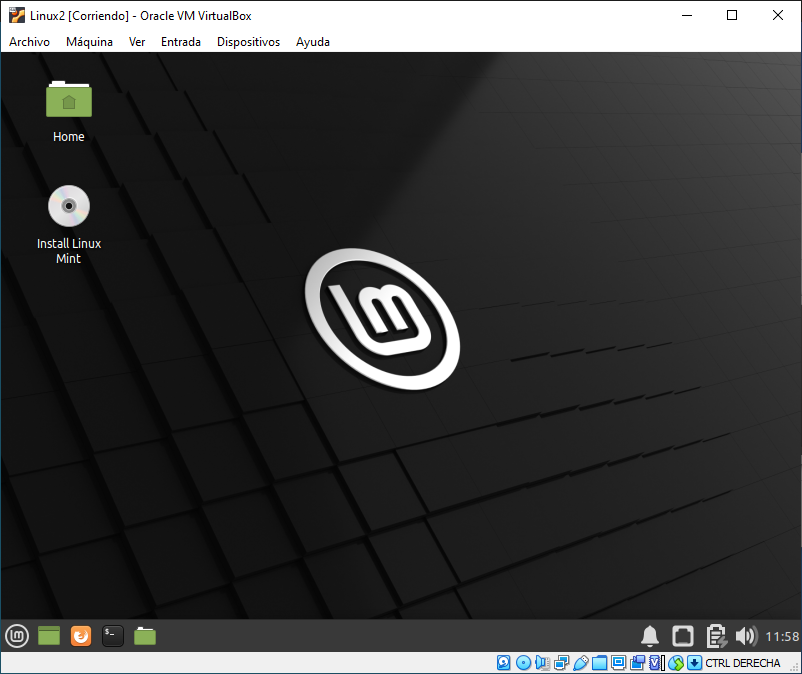 Linux2 [Corriendo] - Oracle VM VirtualBox
Archivo Máquina Ver Entrada Dispositivos Ayuda
Home
Install Linux
Mint
11:58
CTRL DERECHA